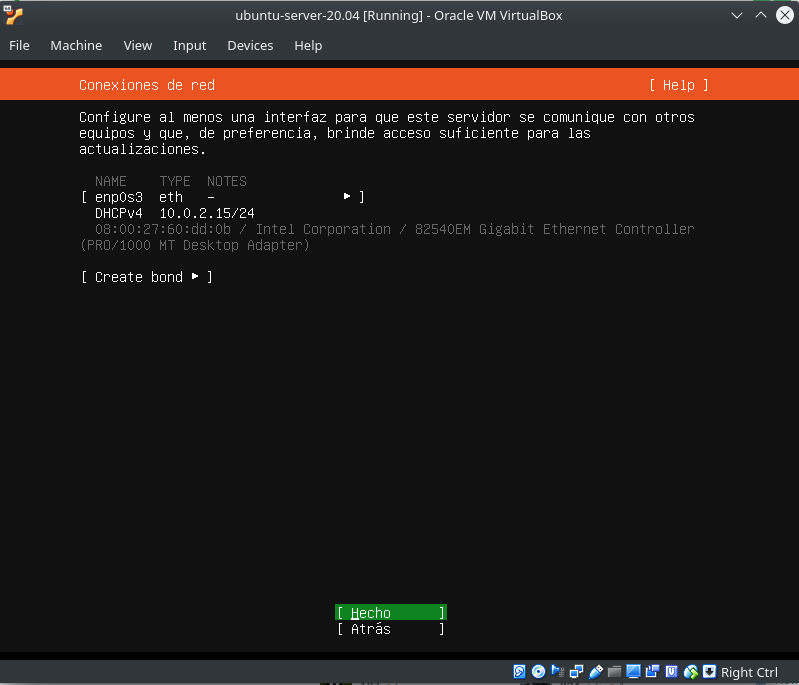 ubuntu-server-20.04 [Running] - Oracle VM VirtualBox
File Machine View Input Devices Help
Conexiones de red [ Help ]
Configure al menos una interfaz para que este servidor se comunique con otros
equipos y que, de preferencia, brinde acceso suficiente para las
actualizaciones.
NAME TYPE NOTES
[ enp0s3 eth – ▸ ]
DHCPv4 10.0.2.15/24
08:00:27:60:dd:0b / Intel Corporation / 82540EM Gigabit Ethernet Controller
(PRO/1000 MT Desktop Adapter)
[ Create bond ▸ ]
[ Hecho ]
[ Atrás ]
Right Ctrl